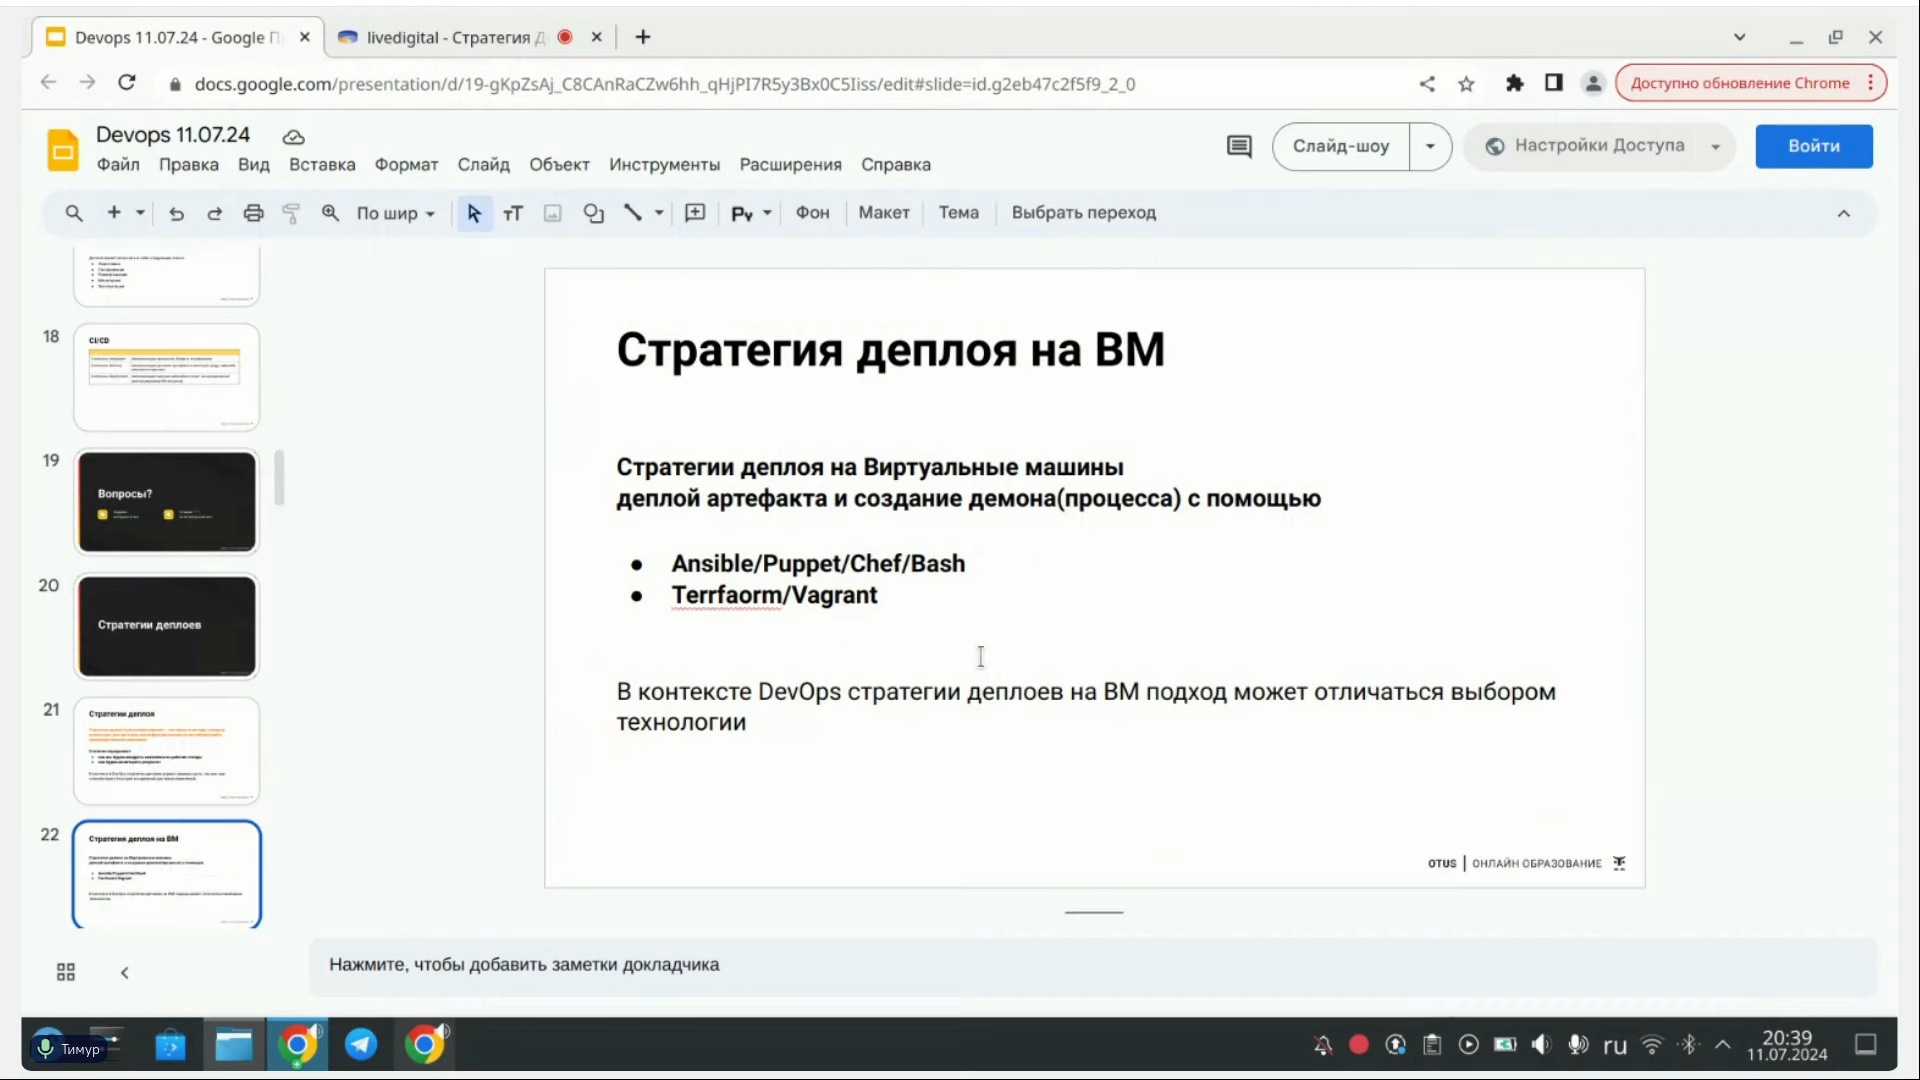 Devops 11.07.24 - Google П
livedigital - Стратегия Д
docs.google.com/presentation/d/19-gKpZsAj_C8CAnRaCZw6hh_qHjPI7R5y3Bx0C5Iiss/edit#slide=id.g2eb47c2f5f9_2_0
Доступно обновление Chrome
Devops 11.07.24
Файл Правка Вид Вставка Формат Слайд Объект Инструменты Расширения Справка
Слайд-шоу
Настройки Доступа
Войти
По шир
Фон Макет Тема Выбрать переход
18
CI/CD
19
Вопросы?
20
Стратегии деплоев
21
Стратегии деплоя
22
Стратегия деплоя на ВМ
Стратегия деплоя на ВМ
Стратегии деплоя на Виртуальные машины
деплой артефакта и создание демона(процесса) с помощью
● Ansible/Puppet/Chef/Bash
● Terrfaorm/Vagrant
В контексте DevOps стратегии деплоев на ВМ подход может отличаться выбором
технологии
OTUS | ОНЛАЙН ОБРАЗОВАНИЕ
Нажмите, чтобы добавить заметки докладчика
Тимур
ru
20:39
11.07.2024